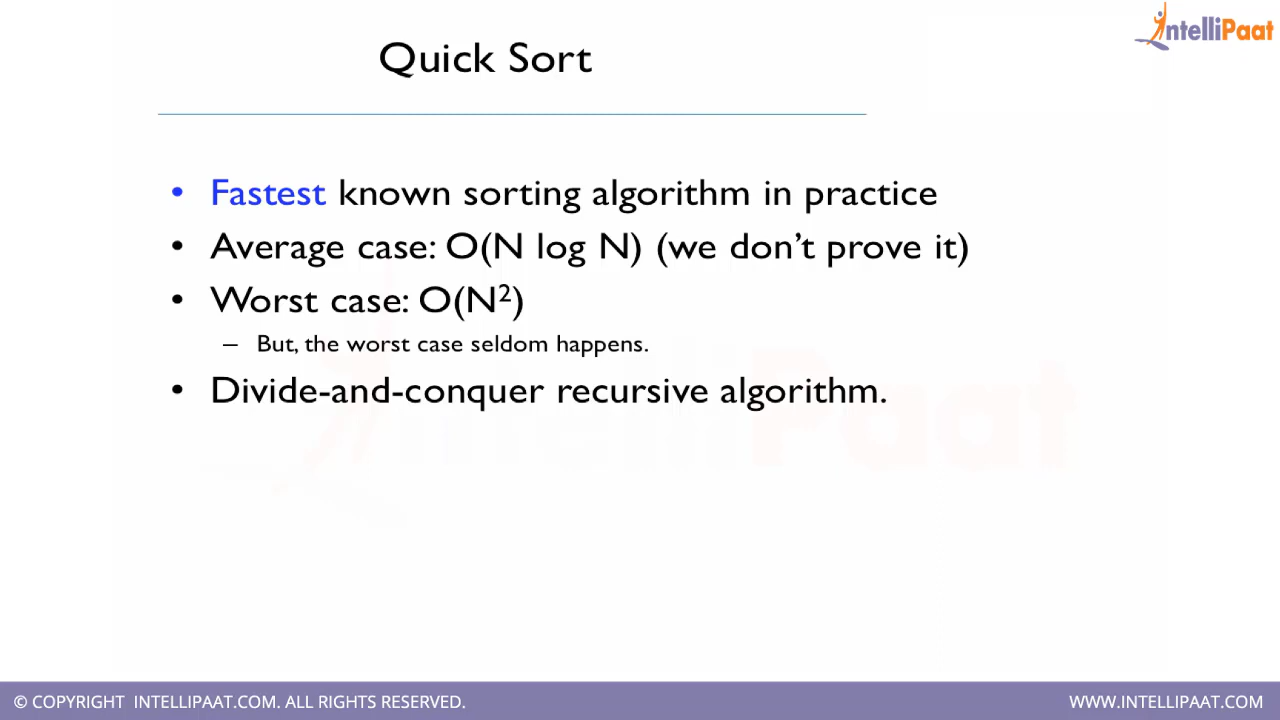 IntelliPaat
Quick Sort
• Fastest known sorting algorithm in practice
• Average case: O(N log N) (we don’t prove it)
• Worst case: O(N²)
– But, the worst case seldom happens.
• Divide-and-conquer recursive algorithm.
IntelliPaat
© COPYRIGHT INTELLIPAAT.COM. ALL RIGHTS RESERVED.
WWW.INTELLIPAAT.COM